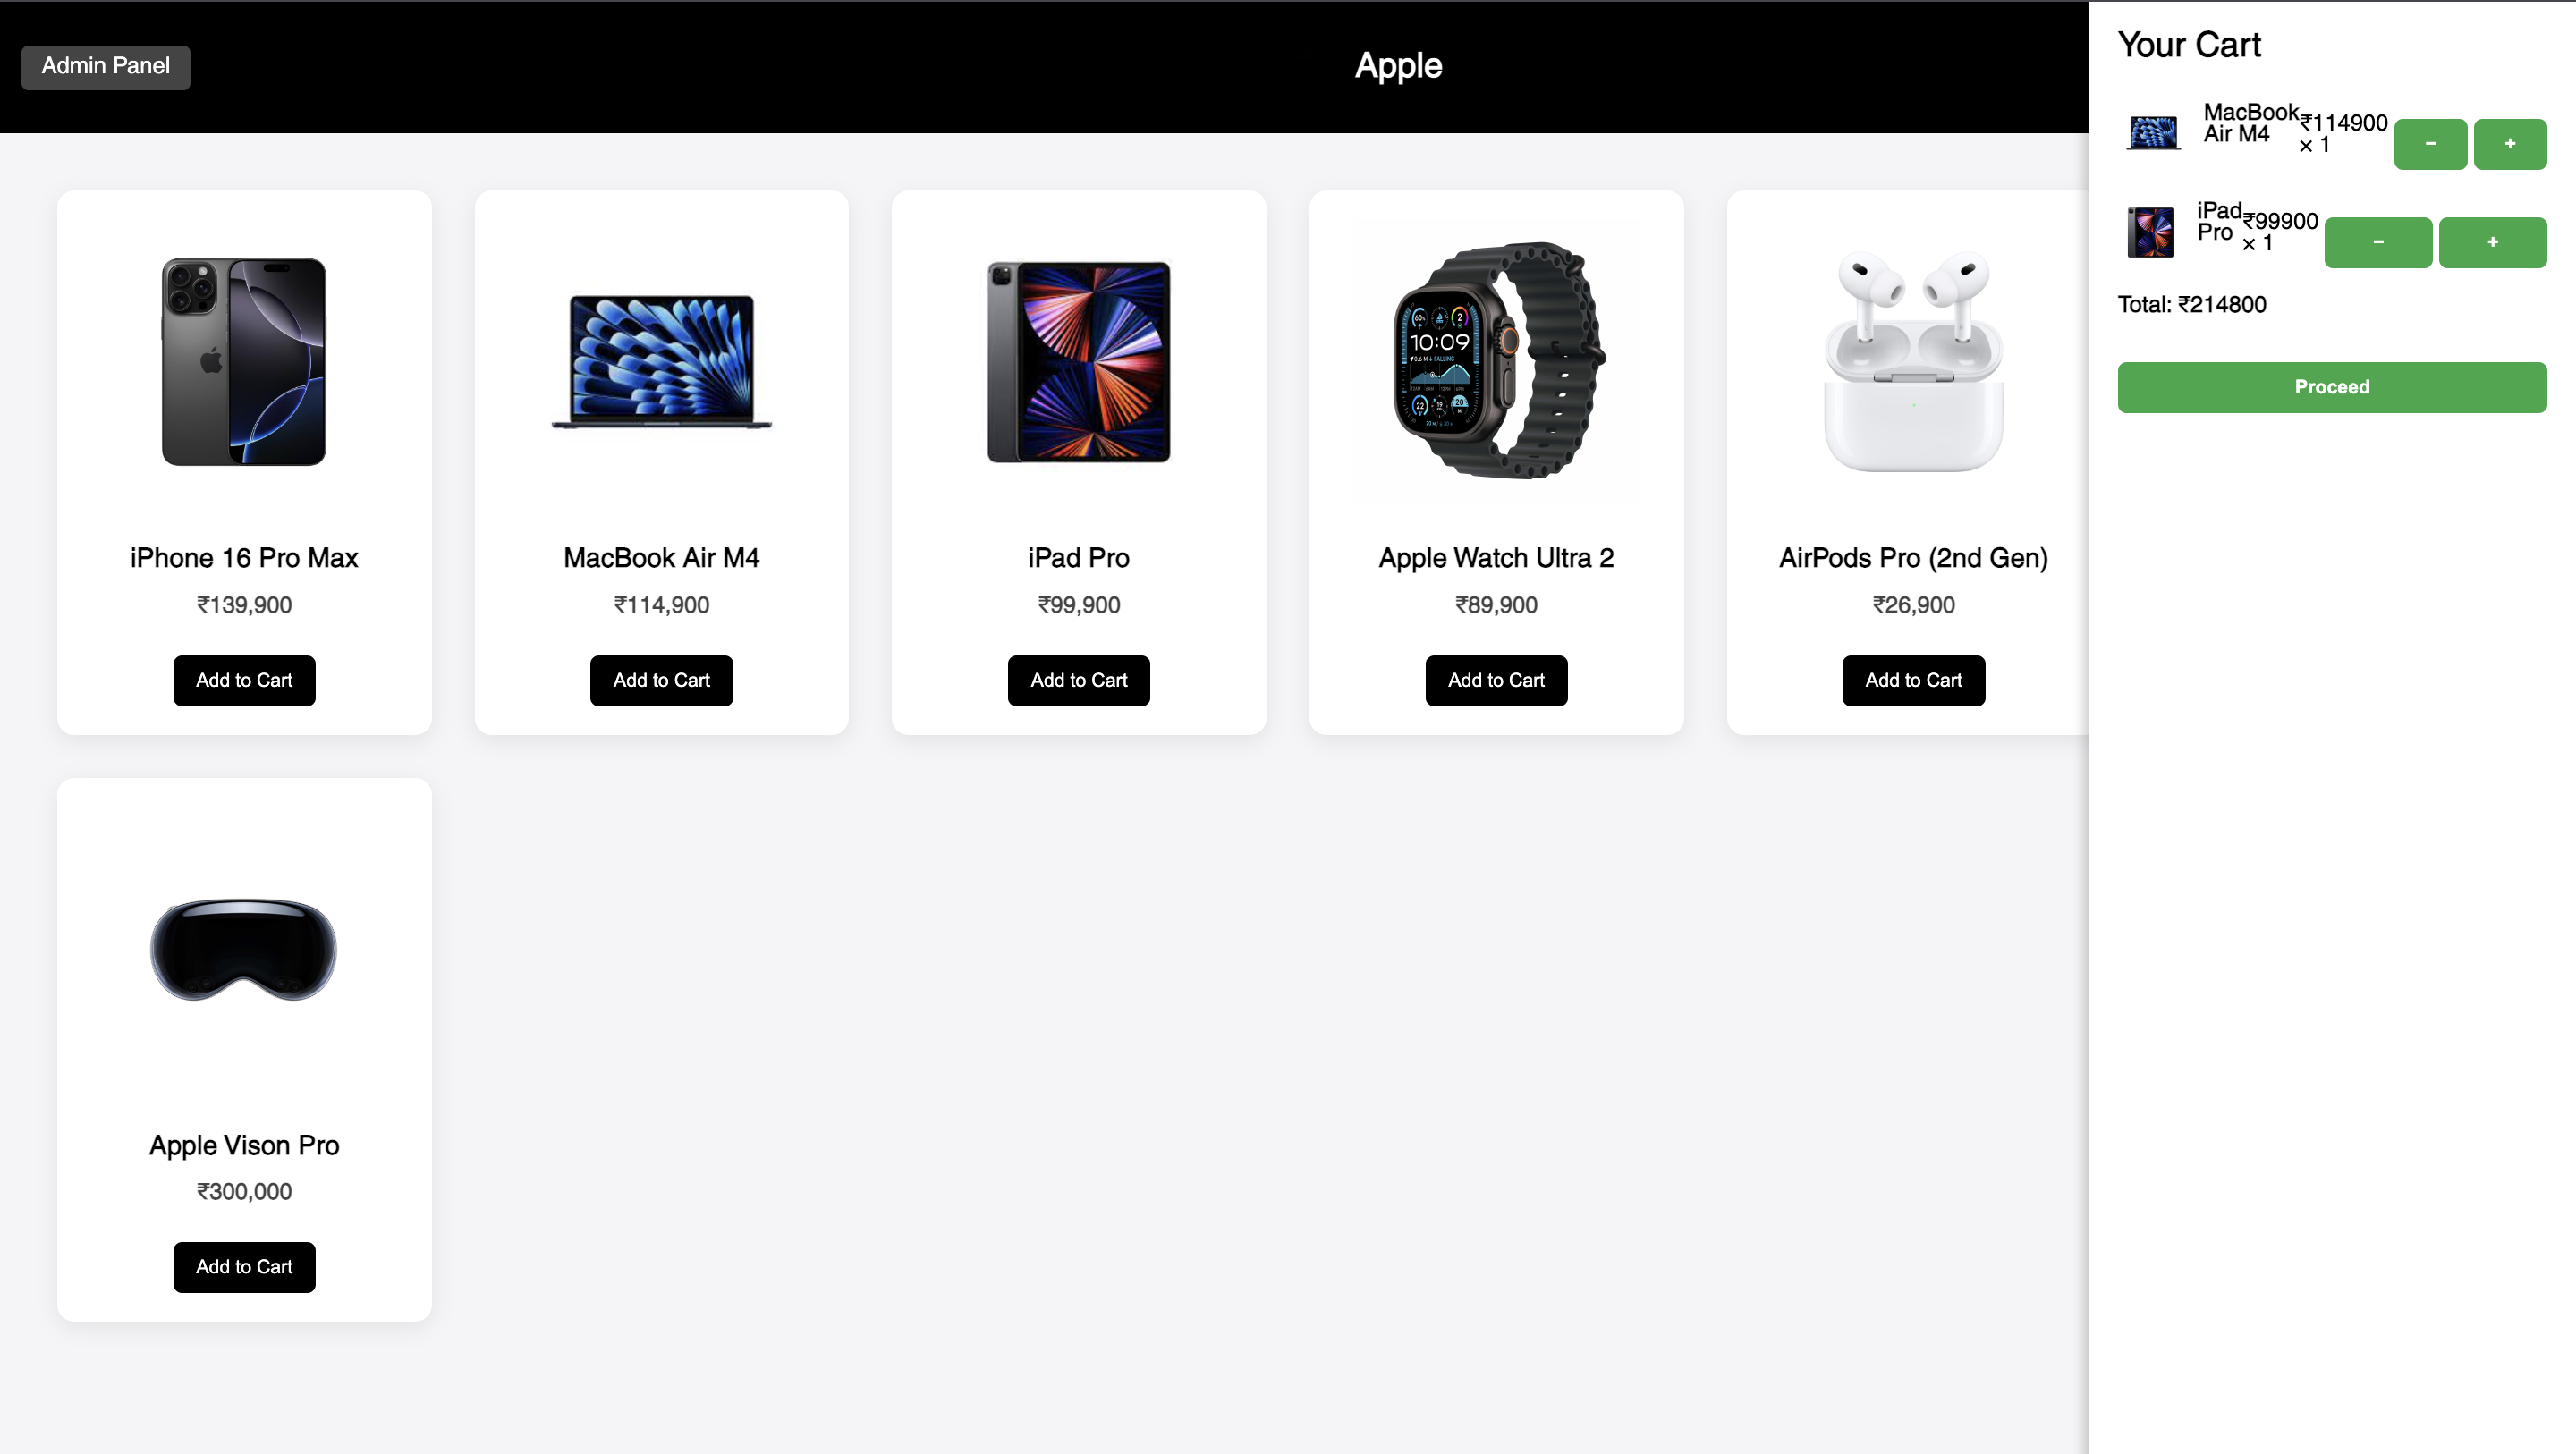 Admin Panel
Apple
iPhone 16 Pro Max
₹139,900
Add to Cart
MacBook Air M4
₹114,900
Add to Cart
iPad Pro
₹99,900
Add to Cart
10:09
Apple Watch Ultra 2
₹89,900
Add to Cart
AirPods Pro (2nd Gen)
₹26,900
Add to Cart
Apple Vison Pro
₹300,000
Add to Cart
Your Cart
MacBook
Air M4
₹114900
× 1
−
+
iPad
Pro
₹99900
× 1
−
+
Total: ₹214800
Proceed